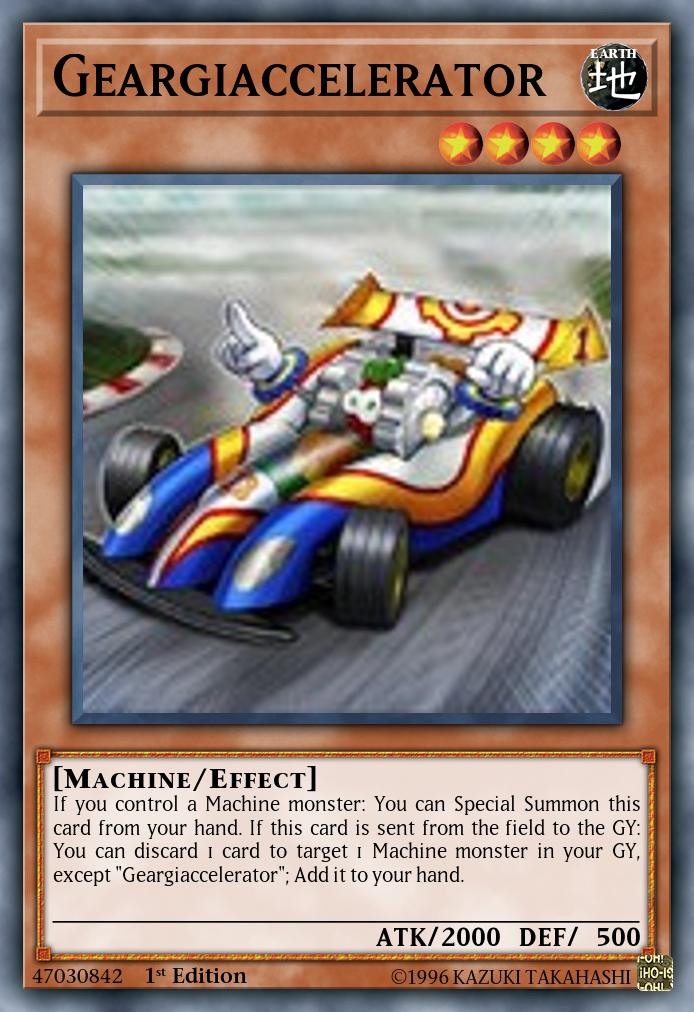 GEARGIACCELERATOR
EARTH
地
1
8
[MACHINE/EFFECT]
If you control a Machine monster: You can Special Summon this
card from your hand. If this card is sent from the field to the GY:
You can discard 1 card to target 1 Machine monster in your GY,
except "Geargiaccelerator"; Add it to your hand.
ATK/2000 DEF/ 500
47030842 1st Edition ©1996 KAZUKI TAKAHASHI